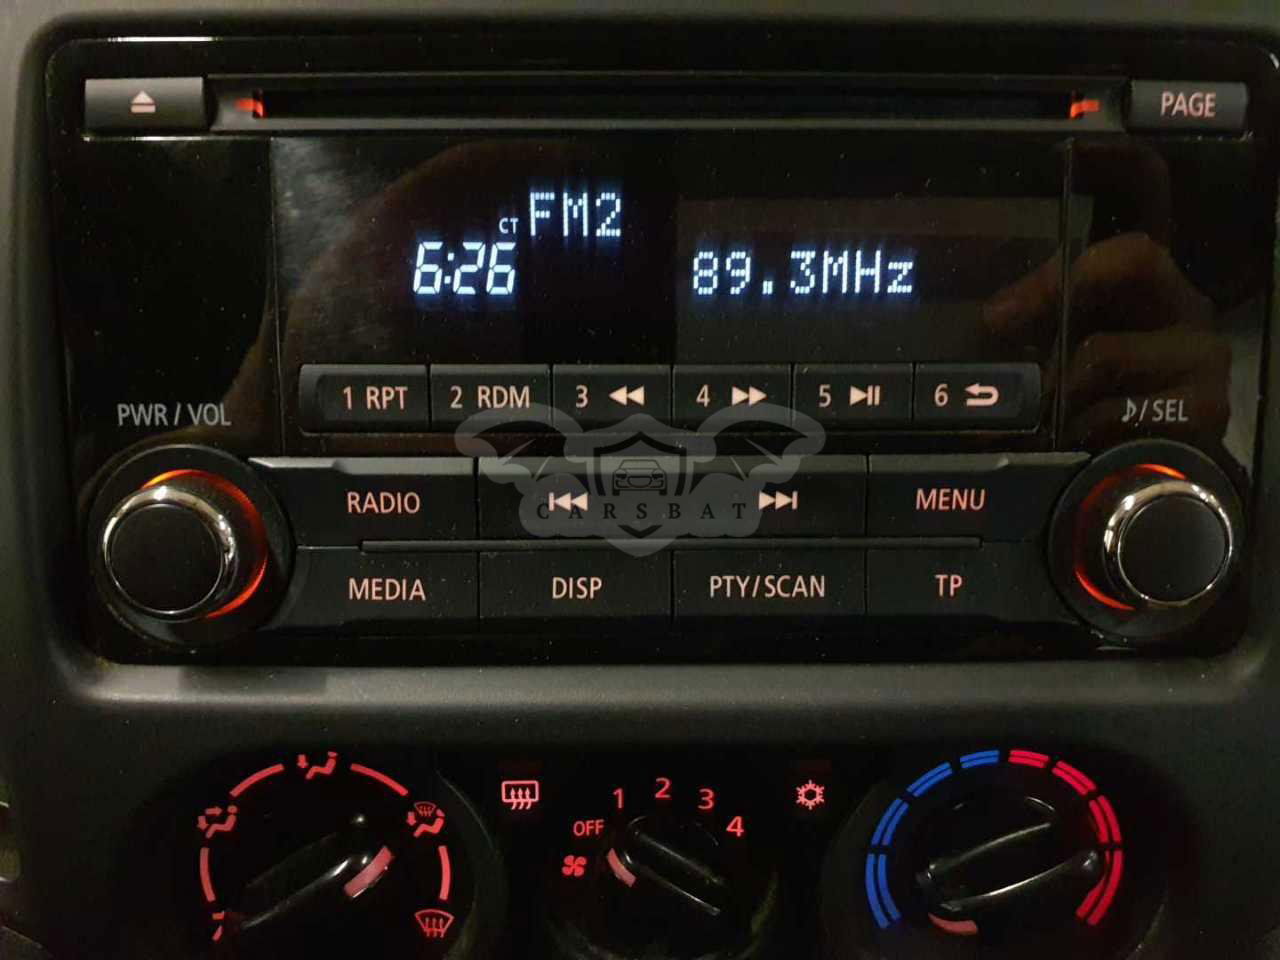 PAGE
CT FM2
6:26 89.3MHz
1 RPT 2 RDM 3 4 5 6
PWR / VOL
♪/SEL
RADIO MENU
CARSBAT
MEDIA DISP PTY/SCAN TP
OFF 1 2 3 4